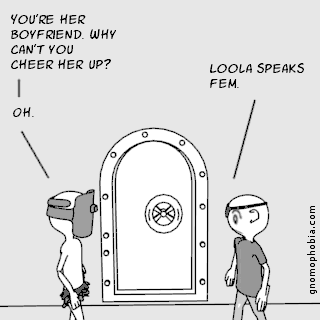 YOU'RE HER
BOYFRIEND. WHY
CAN'T YOU
CHEER HER UP?
LOOLA SPEAKS
FEM.
OH.
gnomophobia.com